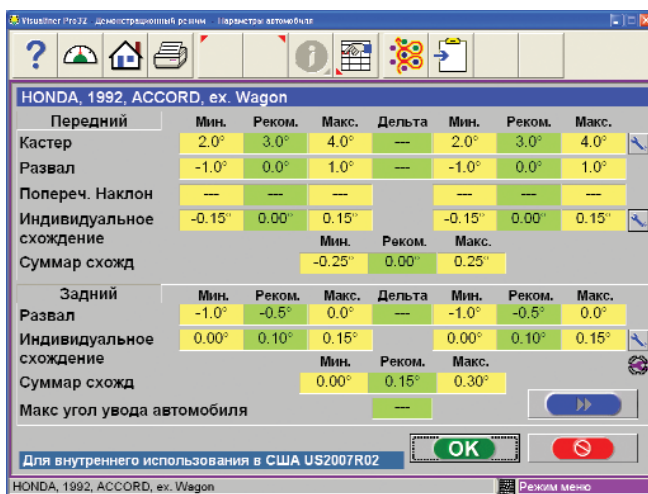 Visualiner Pro32 Демонстрационный режим - Параметры автомобиля
HONDA, 1992, ACCORD, ex. Wagon
Передний Мин. Реком. Макс. Дельта Мин. Реком. Макс.
Кастер 2.0° 3.0° 4.0° --- 2.0° 3.0° 4.0°
Развал -1.0° 0.0° 1.0° --- -1.0° 0.0° 1.0°
Попереч. Наклон --- --- --- --- --- ---
Индивидуальное -0.15° 0.00° 0.15° -0.15° 0.00° 0.15°
схождение Мин. Реком. Макс.
Суммар схожд -0.25° 0.00° 0.25°
Задний Мин. Реком. Макс. Дельта Мин. Реком. Макс.
Развал -1.0° -0.5° 0.0° --- -1.0° -0.5° 0.0°
Индивидуальное 0.00° 0.10° 0.15° 0.00° 0.10° 0.15°
схождение Мин. Реком. Макс.
Суммар схожд 0.00° 0.15° 0.30°
Макс угол увода автомобиля ---
OK
Для внутреннего использования в США US2007R02
HONDA, 1992, ACCORD, ex. Wagon Режим меню